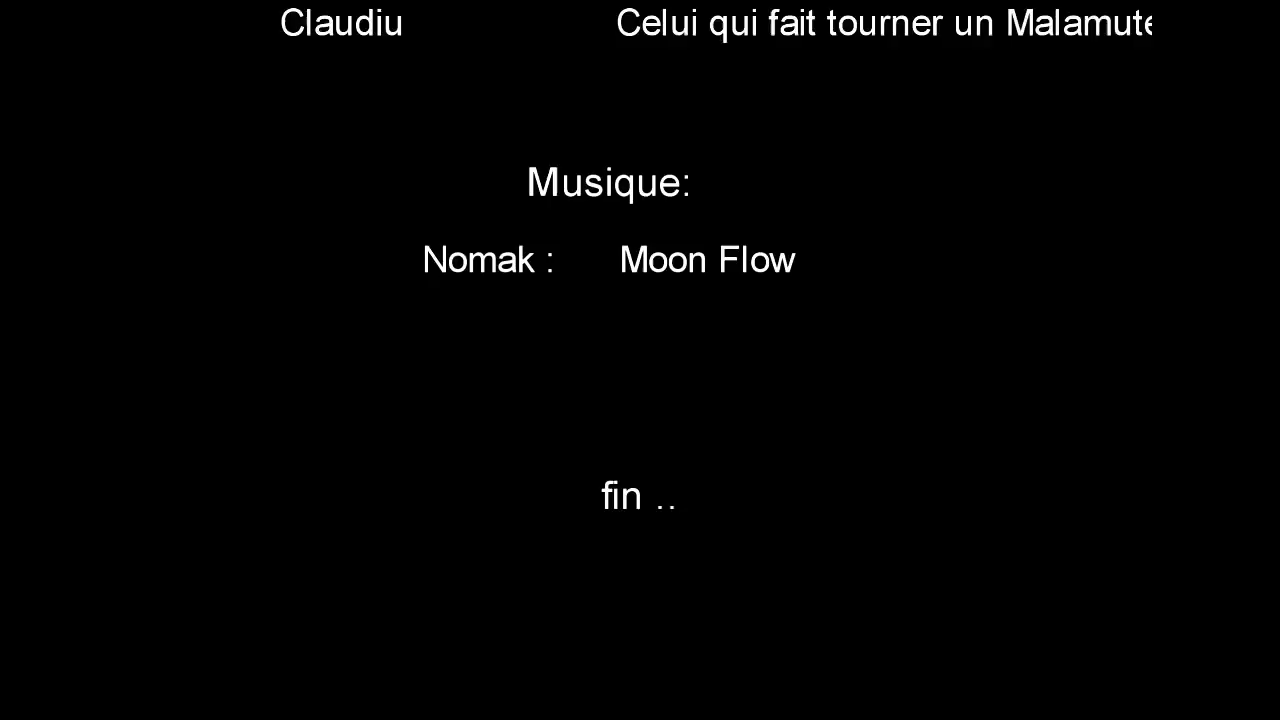 Claudiu Celui qui fait tourner un Malamute
Musique:
Nomak : Moon Flow
fin ..